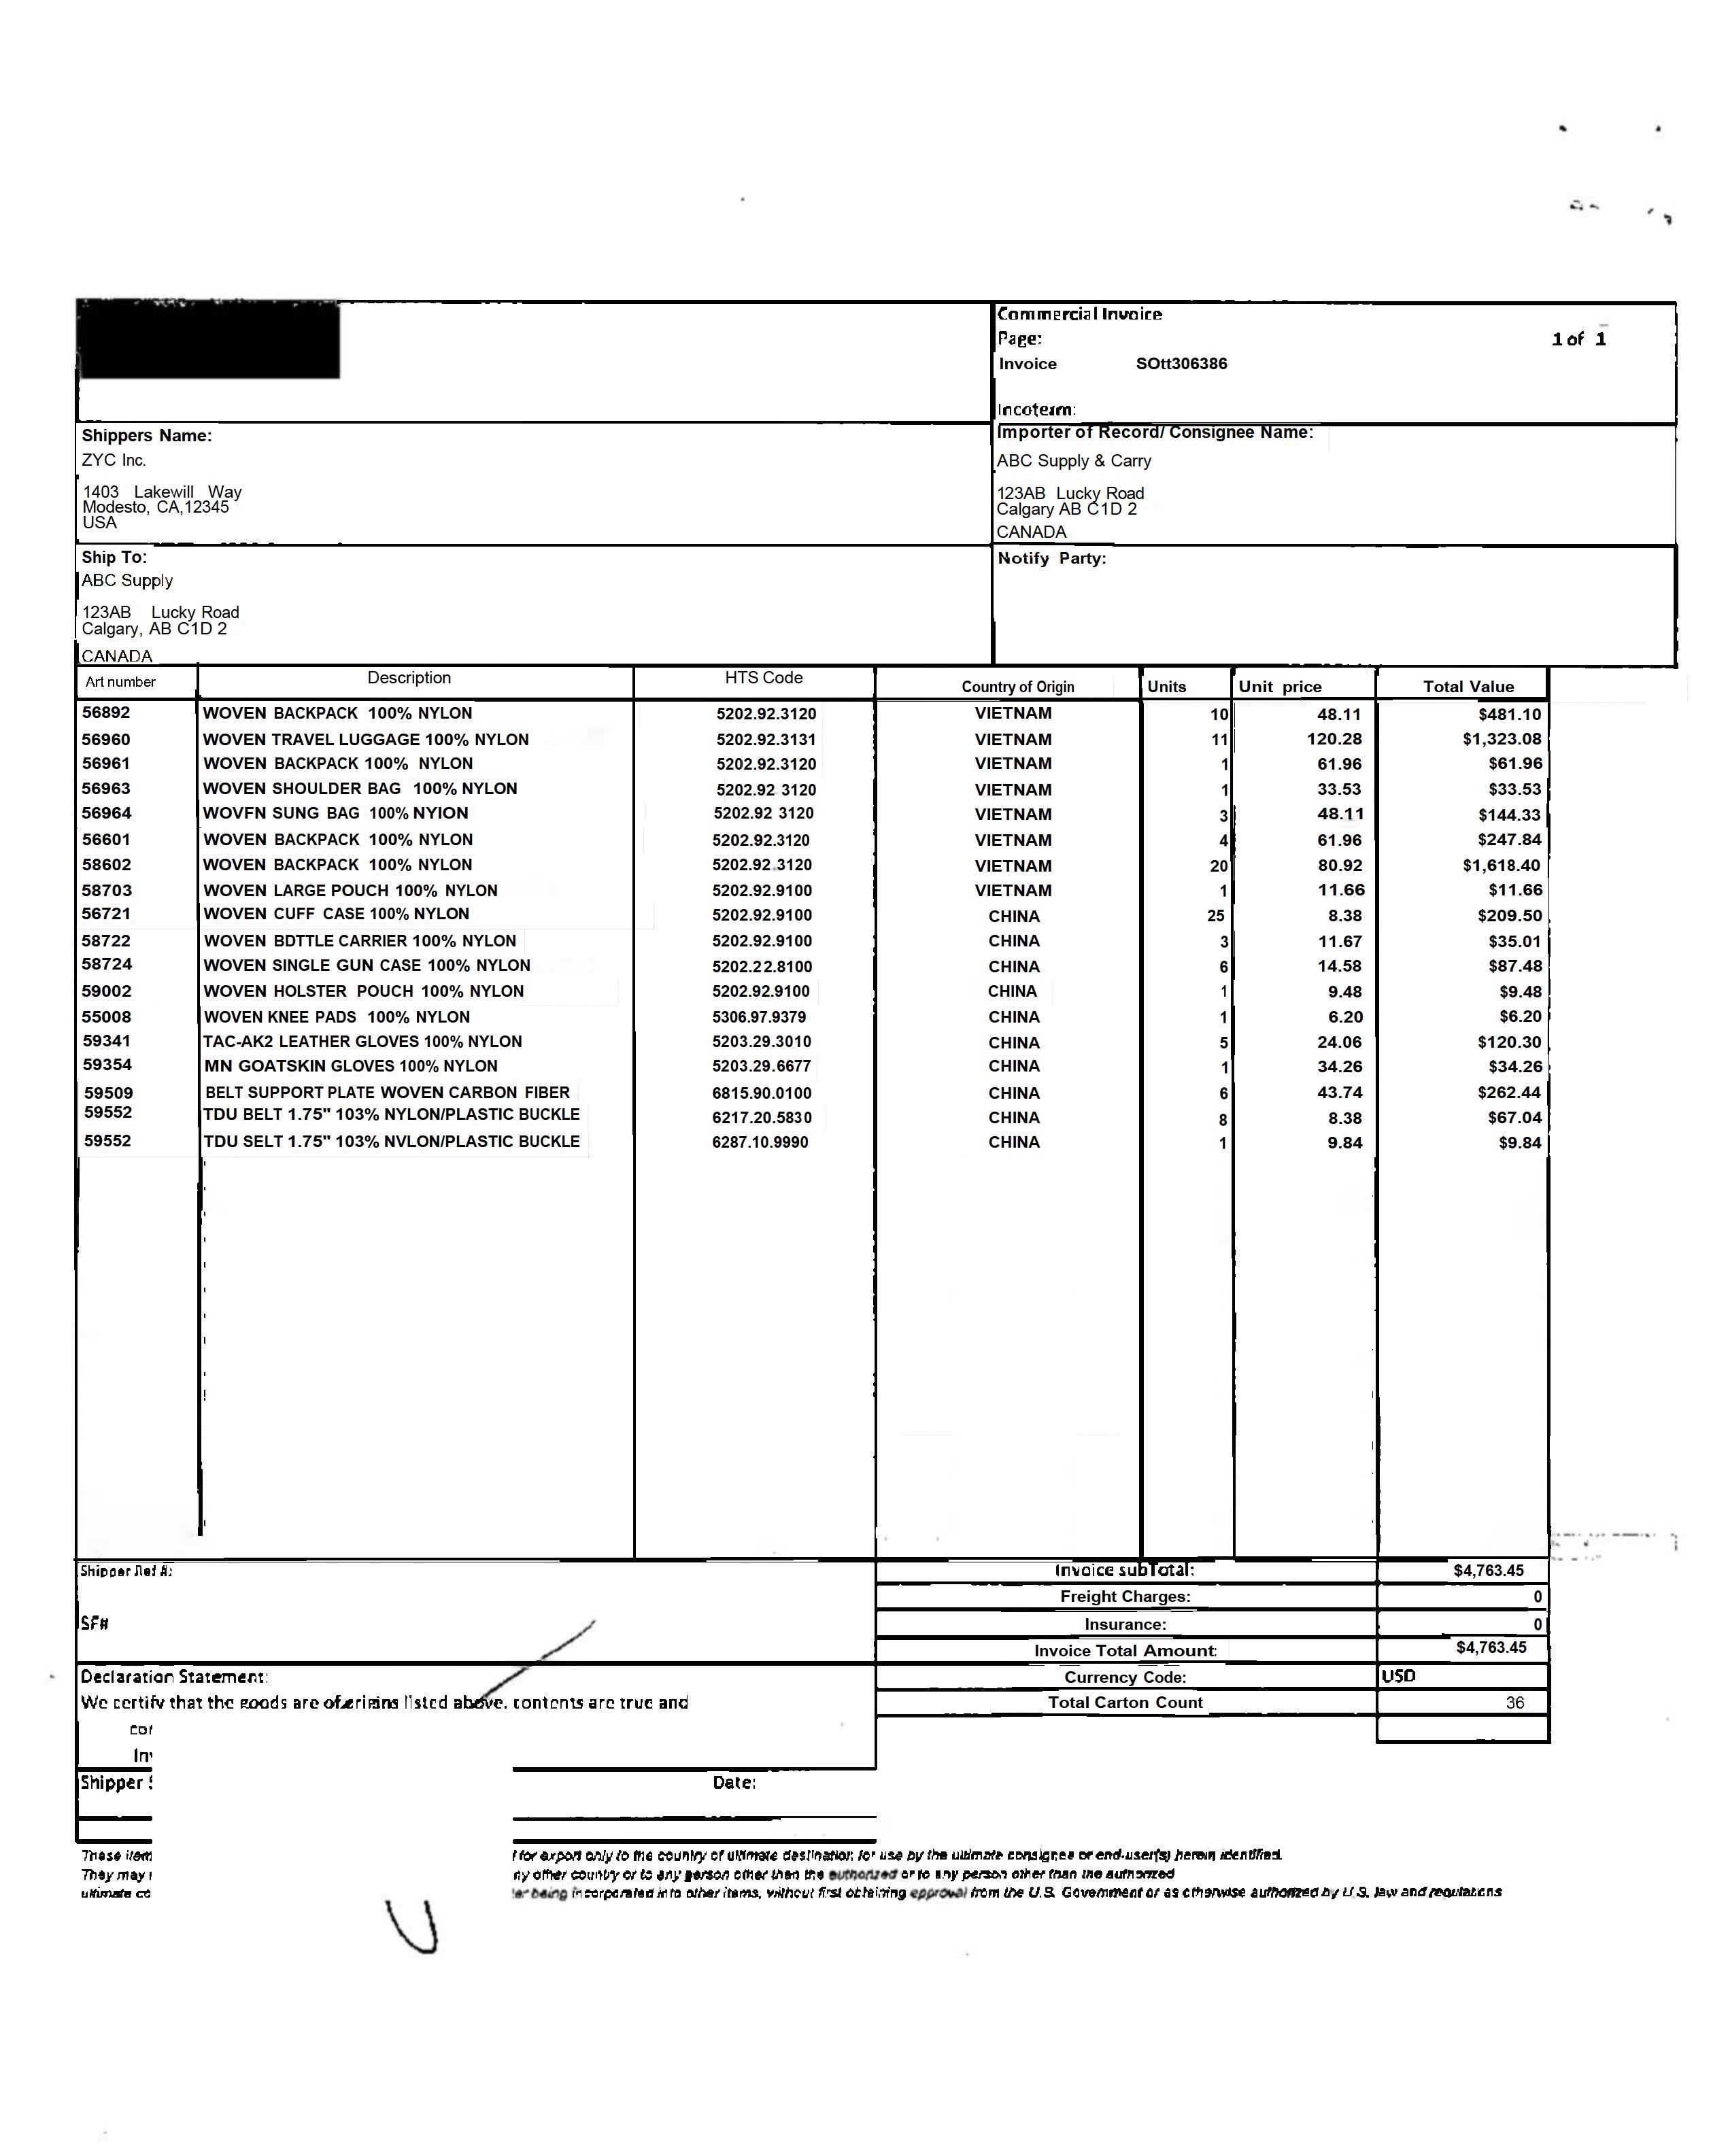 Commercial Invoice
Page: 1 of 1
Invoice SOtt306386
Incoterm:
Shippers Name:
ZYC Inc.
1403 Lakewill Way
Modesto, CA,12345
USA
Importer of Record/ Consignee Name:
ABC Supply & Carry
123AB Lucky Road
Calgary AB C1D 2
CANADA
Ship To:
ABC Supply
123AB Lucky Road
Calgary, AB C1D 2
CANADA
Notify Party:
Art number Description HTS Code Country of Origin Units Unit price Total Value
56892 WOVEN BACKPACK 100% NYLON 5202.92.3120 VIETNAM 10 48.11 $481.10
56960 WOVEN TRAVEL LUGGAGE 100% NYLON 5202.92.3131 VIETNAM 11 120.28 $1,323.08
56961 WOVEN BACKPACK 100% NYLON 5202.92.3120 VIETNAM 1 61.96 $61.96
56963 WOVEN SHOULDER BAG 100% NYLON 5202.92 3120 VIETNAM 1 33.53 $33.53
56964 WOVFN SUNG BAG 100% NYION 5202.92 3120 VIETNAM 3 48.11 $144.33
56601 WOVEN BACKPACK 100% NYLON 5202.92.3120 VIETNAM 4 61.96 $247.84
58602 WOVEN BACKPACK 100% NYLON 5202.92.3120 VIETNAM 20 80.92 $1,618.40
58703 WOVEN LARGE POUCH 100% NYLON 5202.92.9100 VIETNAM 1 11.66 $11.66
56721 WOVEN CUFF CASE 100% NYLON 5202.92.9100 CHINA 25 8.38 $209.50
58722 WOVEN BDTTLE CARRIER 100% NYLON 5202.92.9100 CHINA 3 11.67 $35.01
58724 WOVEN SINGLE GUN CASE 100% NYLON 5202.22.8100 CHINA 6 14.58 $87.48
59002 WOVEN HOLSTER POUCH 100% NYLON 5202.92.9100 CHINA 1 9.48 $9.48
55008 WOVEN KNEE PADS 100% NYLON 5306.97.9379 CHINA 1 6.20 $6.20
59341 TAC-AK2 LEATHER GLOVES 100% NYLON 5203.29.3010 CHINA 5 24.06 $120.30
59354 MN GOATSKIN GLOVES 100% NYLON 5203.29.6677 CHINA 1 34.26 $34.26
59509 BELT SUPPORT PLATE WOVEN CARBON FIBER 6815.90.0100 CHINA 6 43.74 $262.44
59552 TDU BELT 1.75" 103% NYLON/PLASTIC BUCKLE 6217.20.5830 CHINA 8 8.38 $67.04
59552 TDU SELT 1.75" 103% NVLON/PLASTIC BUCKLE 6287.10.9990 CHINA 1 9.84 $9.84
Shipper Ref #:
SF#
Invoice subTotal: $4,763.45
Freight Charges: 0
Insurance: 0
Invoice Total Amount: $4,763.45
Currency Code: USD
Total Carton Count 36
Declaration Statement:
We certify that the goods are of origins listed above. contents are true and
Shipper
Date:
These for export only to the country of ultimate destination for use by the ultimate consignee or end-user(s) herein identified.
They may other country or to any person other then the authorized or to any person other than the authorized
ultimate being incorporated into other items, without first obtaining approval from the U.S. Government or as otherwise authorized by U.S. law and regulations